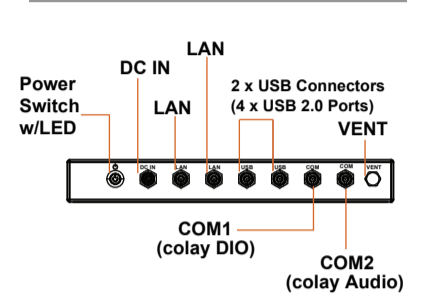 LAN
DC IN
Power
Switch
w/LED
LAN
2 x USB Connectors
(4 x USB 2.0 Ports)
VENT
DC IN LAN LAN USB USB COM COM VENT
COM1
(colay DIO)
COM2
(colay Audio)